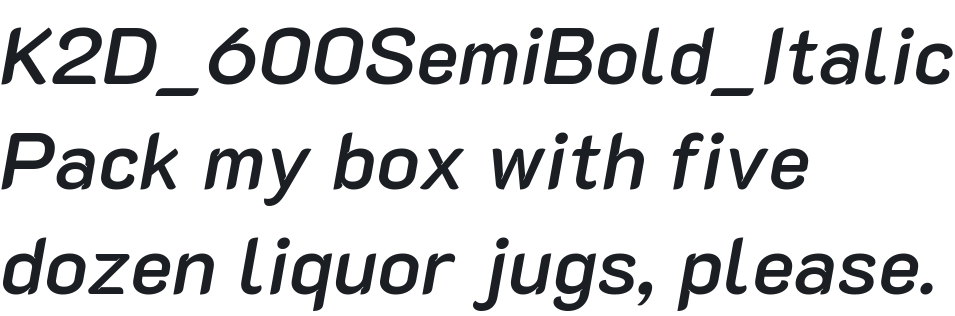 K2D_600SemiBold_Italic
Pack my box with five
dozen liquor jugs, please.